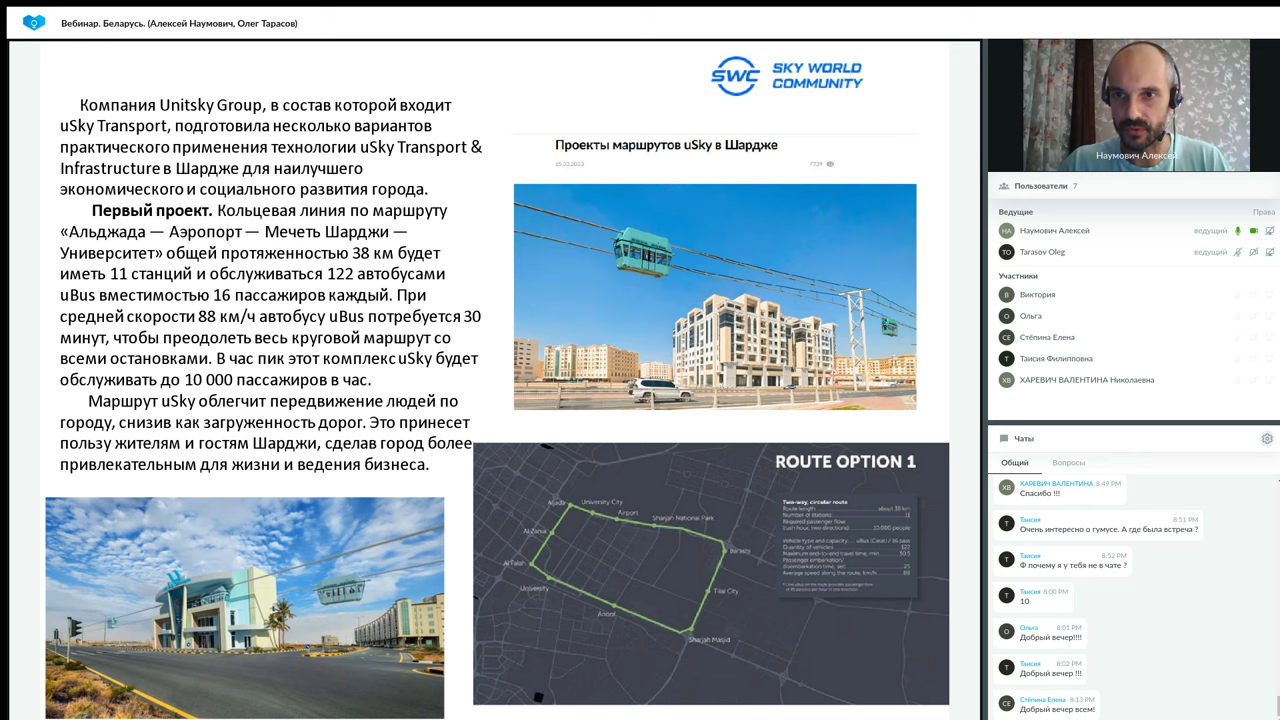 Вебинар. Беларусь. (Алексей Наумович, Олег Тарасов)
SWC SKY WORLD
COMMUNITY
Компания Unitsky Group, в состав которой входит
uSky Transport, подготовила несколько вариантов
практического применения технологии uSky Transport &
Infrastructure в Шардже для наилучшего
экономического и социального развития города.
Первый проект. Кольцевая линия по маршруту
«Альджада — Аэропорт — Мечеть Шарджи —
Университет» общей протяженностью 38 км будет
иметь 11 станций и обслуживаться 122 автобусами
uBus вместимостью 16 пассажиров каждый. При
средней скорости 88 км/ч автобусу uBus потребуется 30
минут, чтобы преодолеть весь круговой маршрут со
всеми остановками. В час пик этот комплекс uSky будет
обслуживать до 10 000 пассажиров в час.
Маршрут uSky облегчит передвижение людей по
городу, снизив как загруженность дорог. Это принесет
пользу жителям и гостям Шарджи, сделав город более
привлекательным для жизни и ведения бизнеса.
Проекты маршрутов uSky в Шардже
ROUTE OPTION 1
Two-way, circular route
Number of stations
University City
Airport
Sharjah National Park
Al Zahia
University
Tilal City
Sharjah Masjid
Наумович Алексей
Пользователи 7
Ведущие Права
НА Наумович Алексей ведущий
TO Tarasov Oleg ведущий
Участники
В Виктория
О Ольга
СЕ Стёпина Елена
Т Таисия Филипповна
ХВ ХАРЕВИЧ ВАЛЕНТИНА Николаевна
Чаты
Общий Вопросы
ХВ ХАРЕВИЧ ВАЛЕНТИНА 8:49 PM
Спасибо !!!
Т Таисия 8:51 PM
Очень интересно о гумусе. А где была встреча ?
Т Таисия 8:52 PM
Ф почему я у тебя не в чате ?
Т Таисия 8:00 PM
10
О Ольга 8:01 PM
Добрый вечер!!!!
Т Таисия 8:02 PM
Добрый вечер !!!
СЕ Стёпина Елена 8:13 PM
Добрый вечер всем!